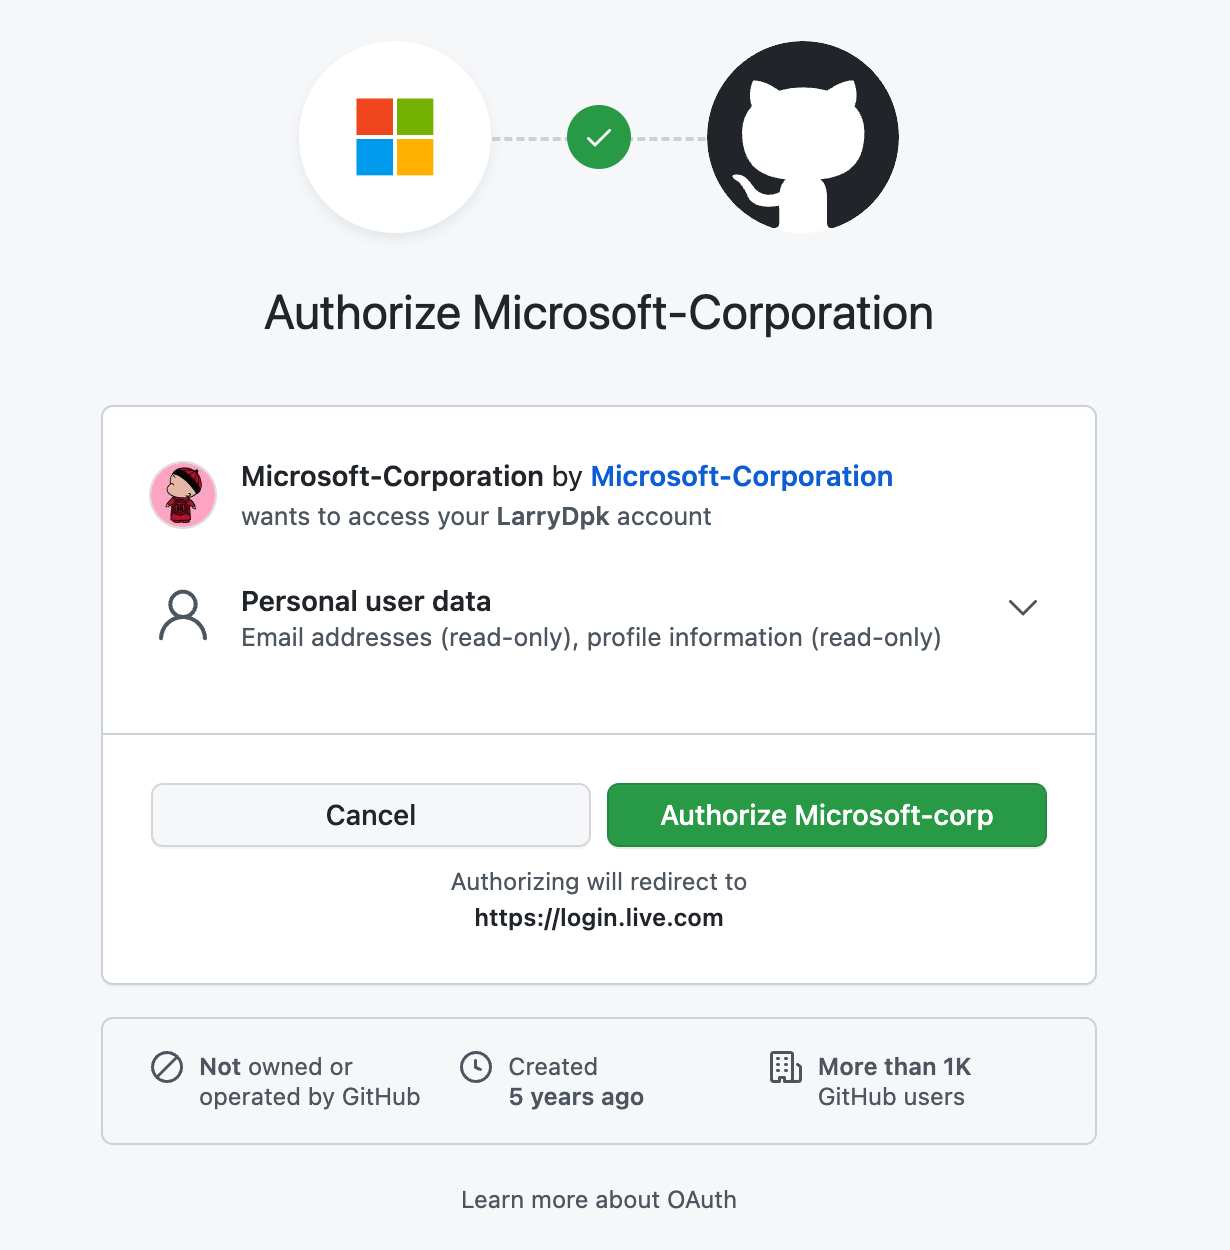 Authorize Microsoft-Corporation
Microsoft-Corporation by Microsoft-Corporation
wants to access your LarryDpk account
Personal user data
Email addresses (read-only), profile information (read-only)
Cancel
Authorize Microsoft-corp
Authorizing will redirect to
https://login.live.com
Not owned or
operated by GitHub
Created
5 years ago
More than 1K
GitHub users
Learn more about OAuth